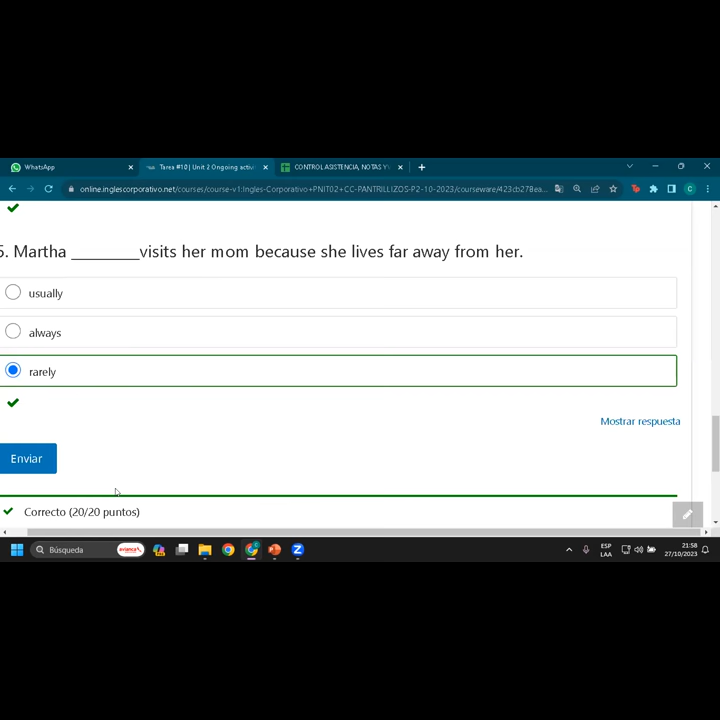 WhatsApp
Tarea #10 | Unit 2 Ongoing activi
CONTROL ASISTENCIA, NOTAS Y
online.inglescorporativo.net/courses/course-v1:Ingles-Corporativo+PNIT02+CC-PANTRILLIZOS-P2-10-2023/courseware/423cb278ea...
5. Martha ________visits her mom because she lives far away from her.
usually
always
rarely
Mostrar respuesta
Enviar
Correcto (20/20 puntos)
Búsqueda
avianca
ESP
LAA
21:58
27/10/2023